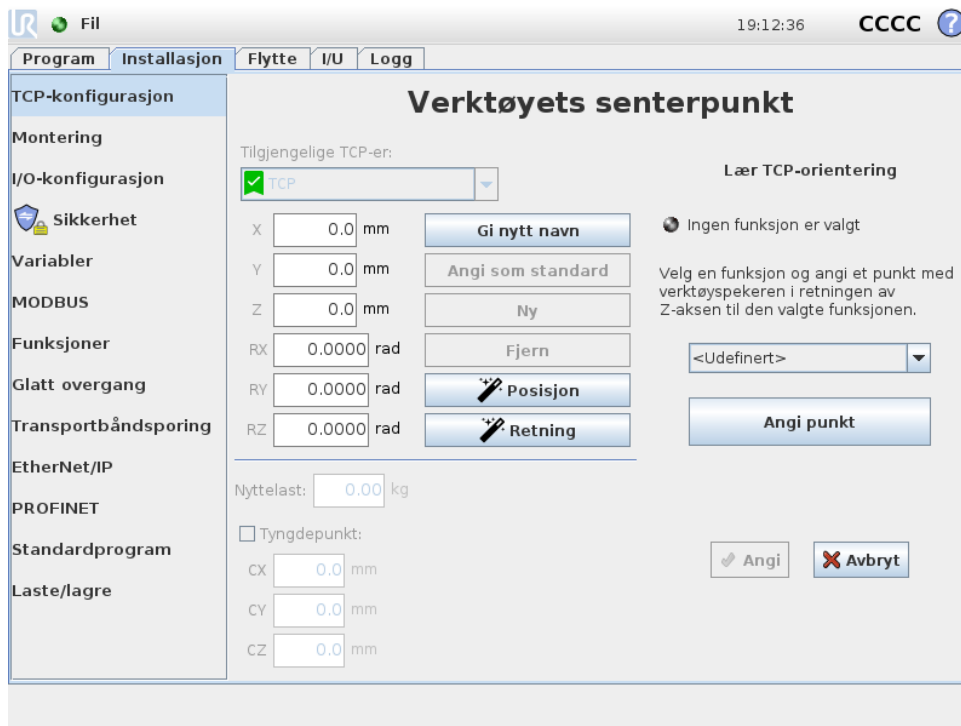 UR Fil 19:12:36 CCCC ?
Program Installasjon Flytte I/U Logg
TCP-konfigurasjon
Montering
I/O-konfigurasjon
Sikkerhet
Variabler
MODBUS
Funksjoner
Glatt overgang
Transportbåndsporing
EtherNet/IP
PROFINET
Standardprogram
Laste/lagre
Verktøyets senterpunkt
Tilgjengelige TCP-er:
TCP
X 0.0 mm Gi nytt navn
Y 0.0 mm Angi som standard
Z 0.0 mm Ny
RX 0.0000 rad Fjern
RY 0.0000 rad Posisjon
RZ 0.0000 rad Retning
Nyttelast: 0.00 kg
Tyngdepunkt:
CX 0.0 mm
CY 0.0 mm
CZ 0.0 mm
Lær TCP-orientering
Ingen funksjon er valgt
Velg en funksjon og angi et punkt med
verktøyspekeren i retningen av
Z-aksen til den valgte funksjonen.
<Udefinert>
Angi punkt
Angi Avbryt